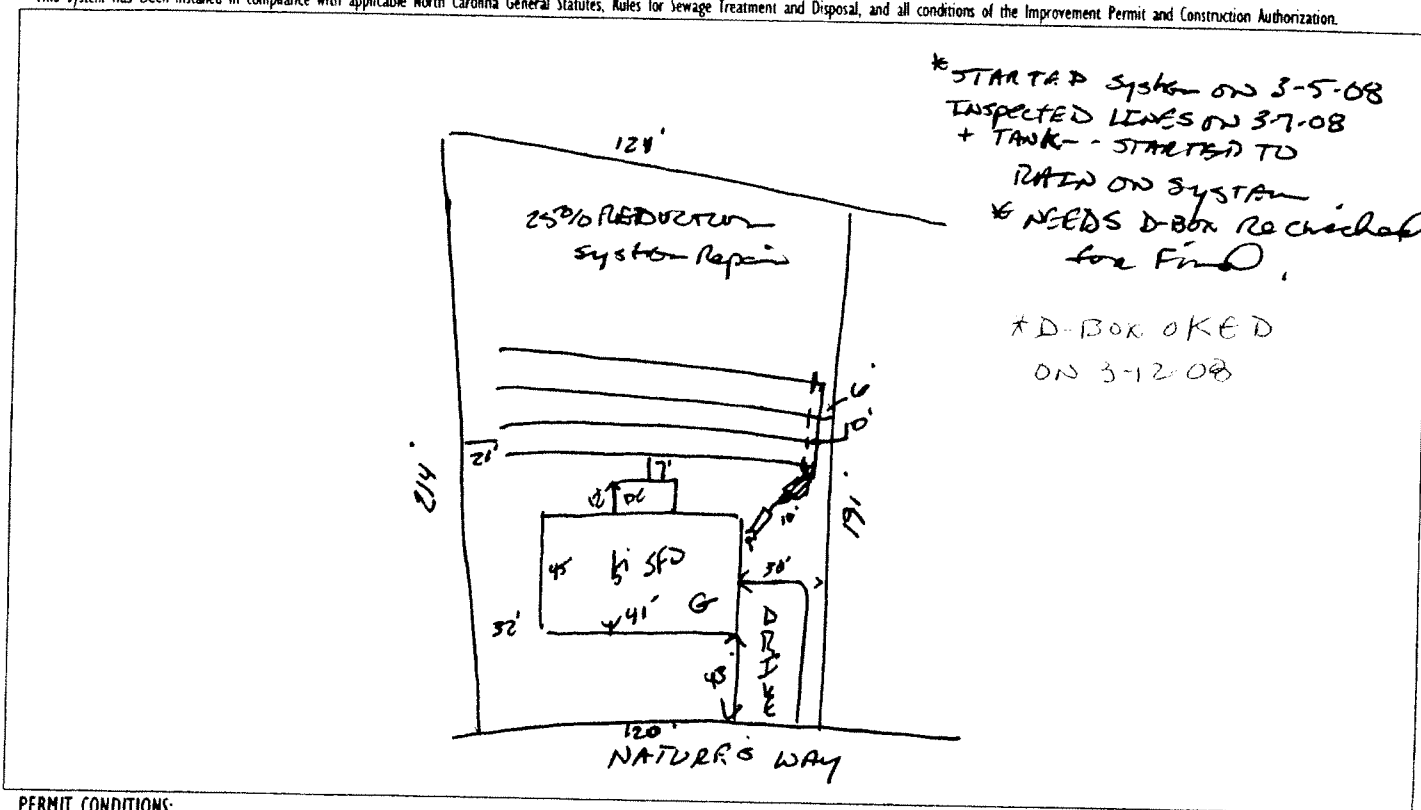 This system has been installed in compliance with applicable North Carolina General Statutes, Rules for Sewage Treatment and Disposal, and all conditions of the Improvement Permit and Construction Authorization.
* STARTED System ON 3-5-08
INSPECTED LINES ON 3-7-08
+ TANK-- STARTED TO
RAIN ON SYSTEM
* NEEDS D-BOX Rechecked
for Final.
* D-BOX OKED
ON 3-12-08
25% REDUCTION
System Repair
6'
10'
214'
191'
7'
10'
45'
SFD
30'
G
41'
32'
DRIVE
43'
120'
NATURE'S WAY
PERMIT CONDITIONS: